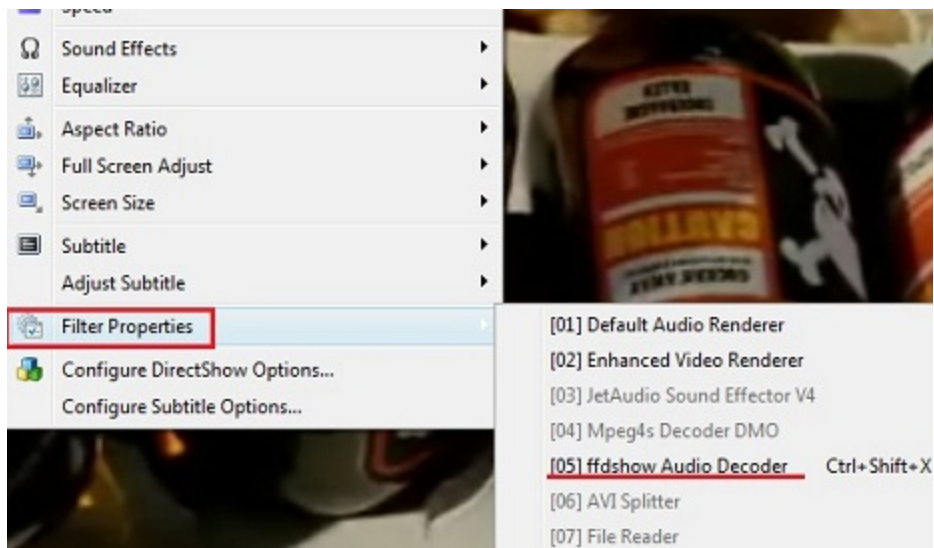 Speed
Sound Effects
Equalizer
Aspect Ratio
Full Screen Adjust
Screen Size
Subtitle
Adjust Subtitle
Filter Properties
Configure DirectShow Options...
Configure Subtitle Options...
[01] Default Audio Renderer
[02] Enhanced Video Renderer
[03] JetAudio Sound Effector V4
[04] Mpeg4s Decoder DMO
[05] ffdshow Audio Decoder Ctrl+Shift+X
[06] AVI Splitter
[07] File Reader